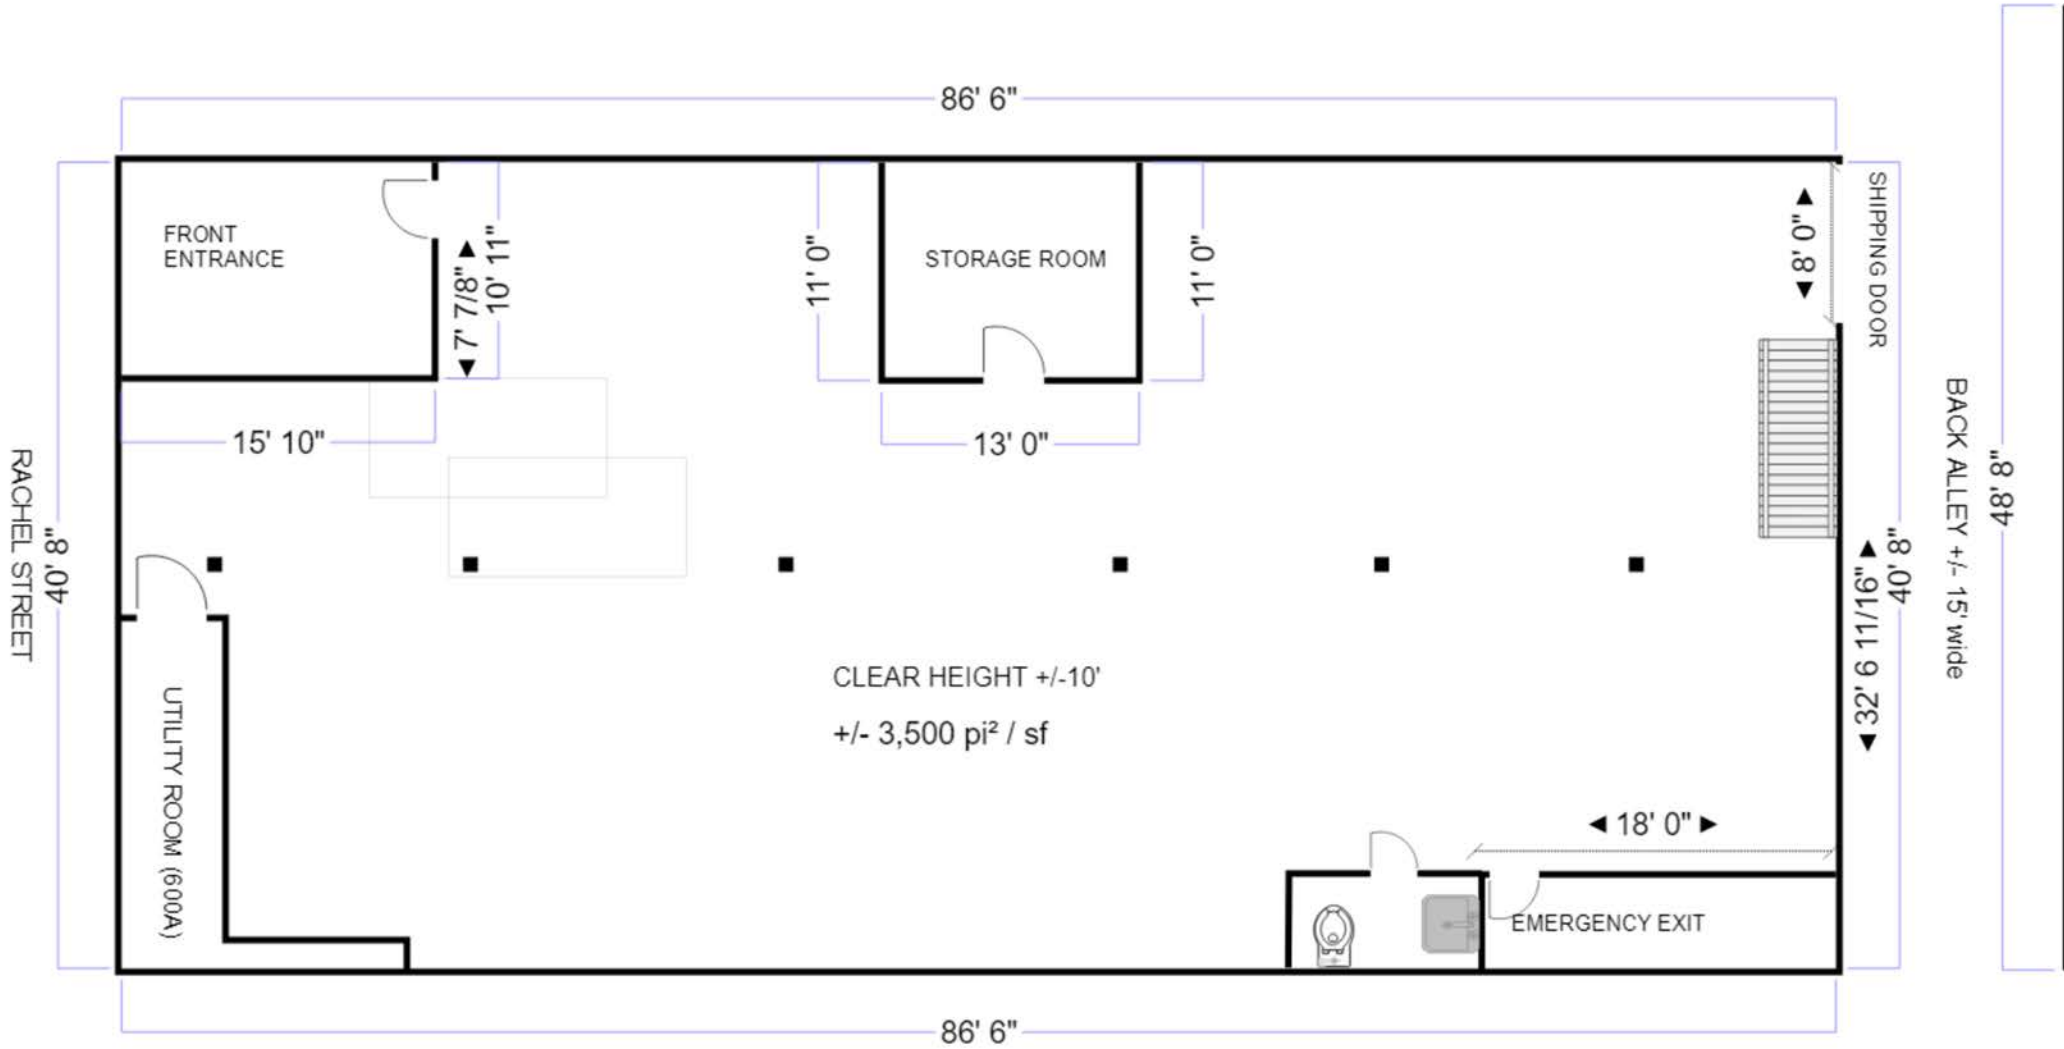 86' 6"
FRONT
ENTRANCE
7' 7/8"
10' 11"
11' 0"
STORAGE ROOM
11' 0"
8' 0"
SHIPPING DOOR
15' 10"
13' 0"
RACHEL STREET
40' 8"
40' 8"
32' 6 11/16"
BACK ALLEY +/- 15' wide
48' 8"
CLEAR HEIGHT +/-10'
+/- 3,500 pi² / sf
UTILITY ROOM (600A)
18' 0"
EMERGENCY EXIT
86' 6"